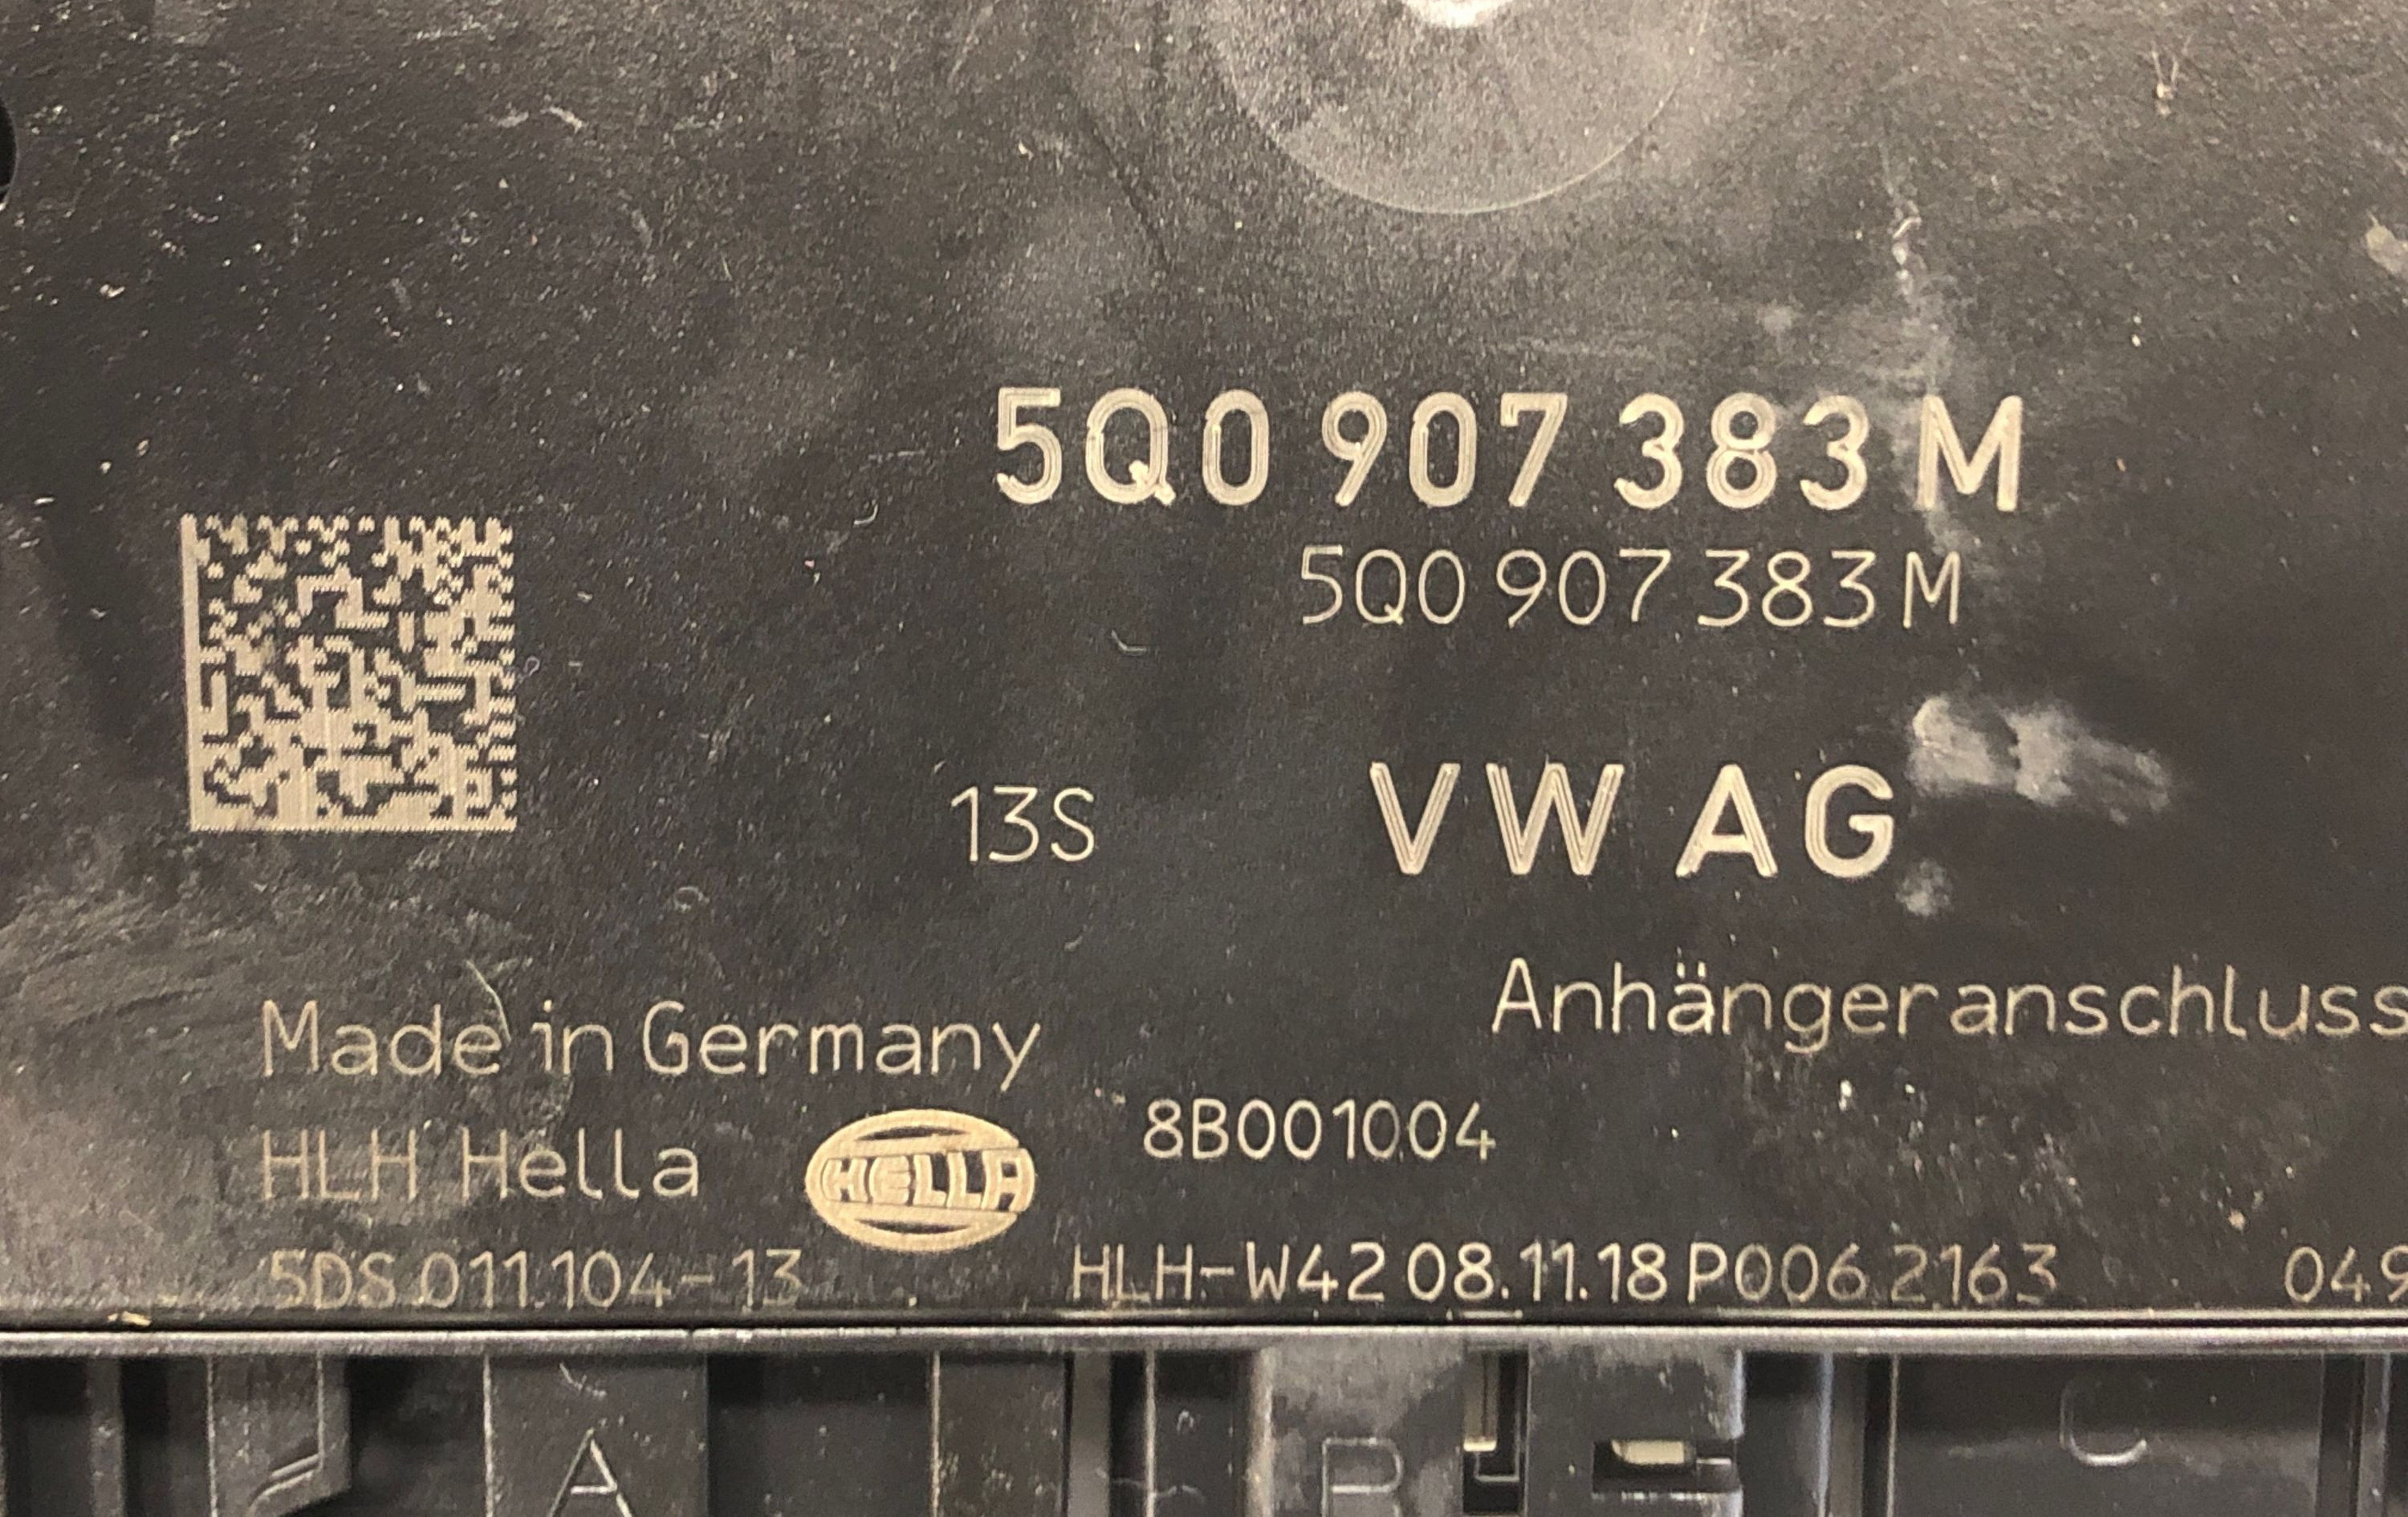 5Q0 907 383 M
5Q0 907 383 M
13S VW AG
Anhängeranschluss
Made in Germany
8B001004
HLH Hella HELLA
5DS.011.104-13 HLH-W42 08.11.18 P006.2163 049
A B C